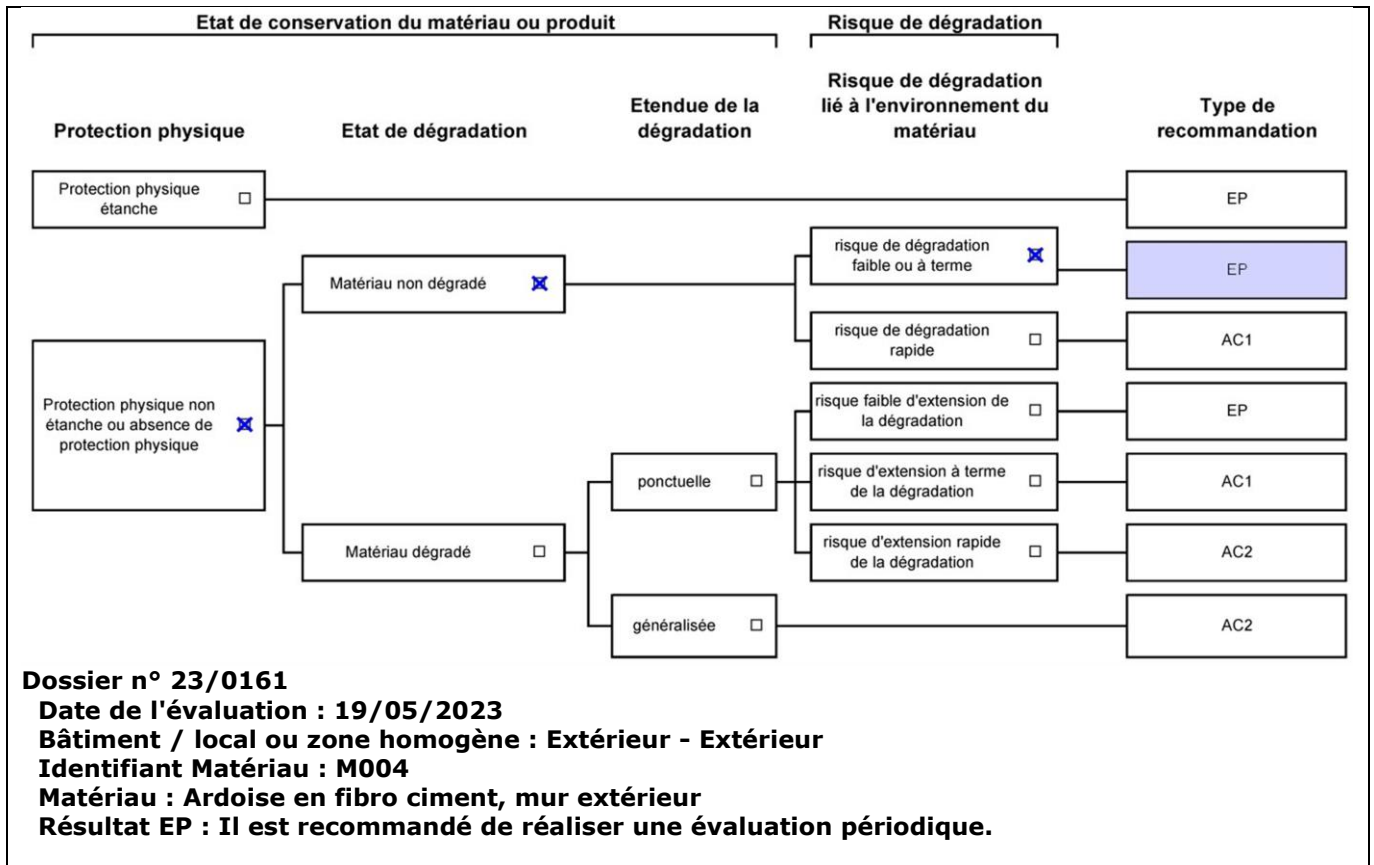 Etat de conservation du matériau ou produit
Risque de dégradation
Protection physique
Etat de dégradation
Etendue de la
dégradation
Risque de dégradation
lié à l'environnement du
matériau
Type de
recommandation
Protection physique
étanche
EP
risque de dégradation
faible ou à terme
EP
Matériau non dégradé
risque de dégradation
rapide
AC1
Protection physique non
étanche ou absence de
protection physique
risque faible d'extension de
la dégradation
EP
ponctuelle
risque d'extension à terme
de la dégradation
AC1
Matériau dégradé
risque d'extension rapide
de la dégradation
AC2
généralisée
AC2
Dossier n° 23/0161
Date de l'évaluation : 19/05/2023
Bâtiment / local ou zone homogène : Extérieur - Extérieur
Identifiant Matériau : M004
Matériau : Ardoise en fibro ciment, mur extérieur
Résultat EP : Il est recommandé de réaliser une évaluation périodique.